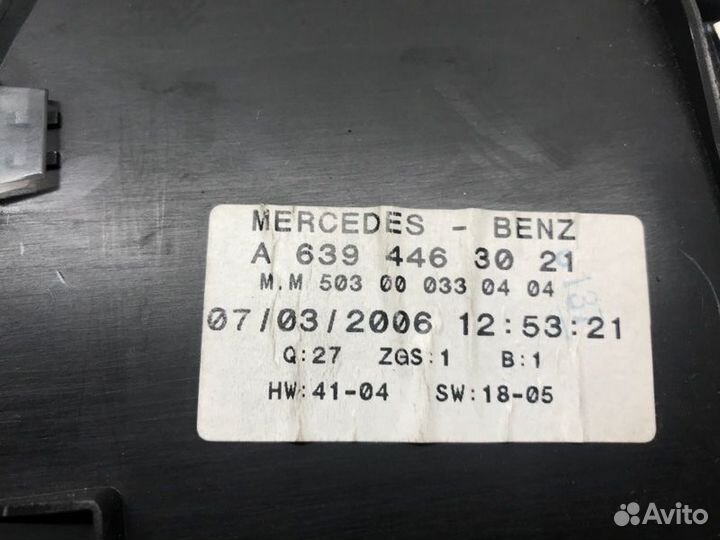 MERCEDES - BENZ
A 639 446 30 21
M.M 503 00 033 04 04
07/03/2006 12:53:21
Q:27 ZGS:1 B:1
HW:41-04 SW:18-05
Avito